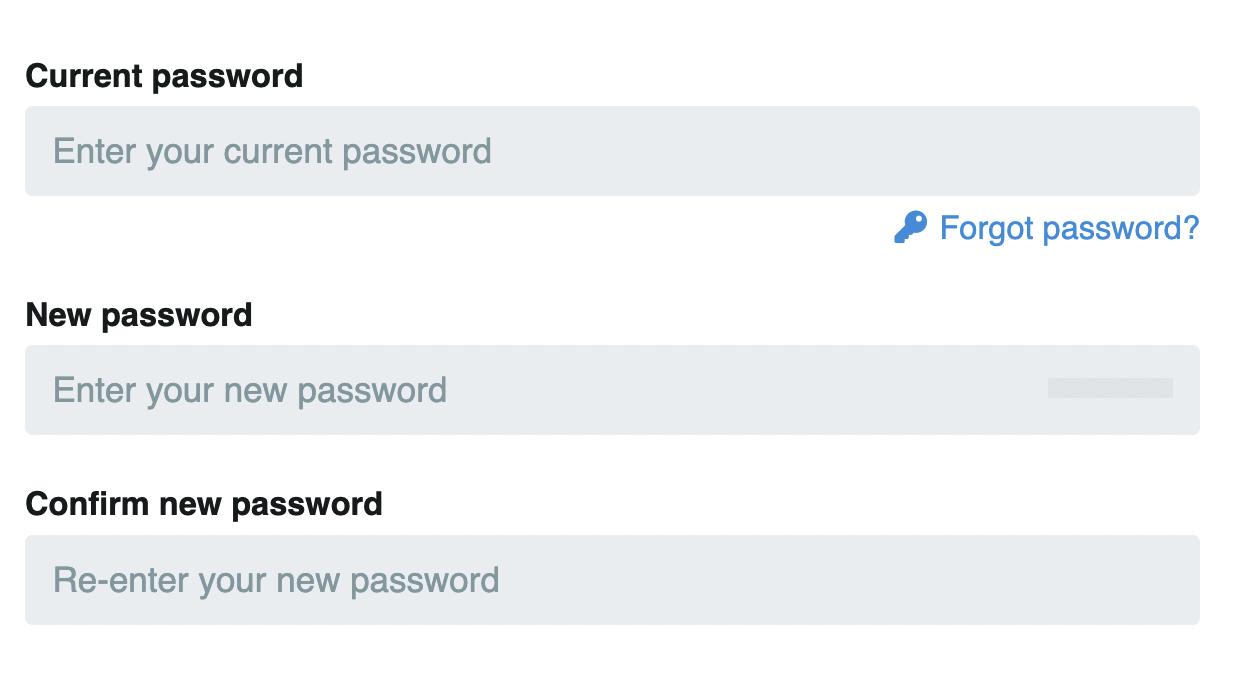 Current password
Enter your current password
Forgot password?
New password
Enter your new password
Confirm new password
Re-enter your new password